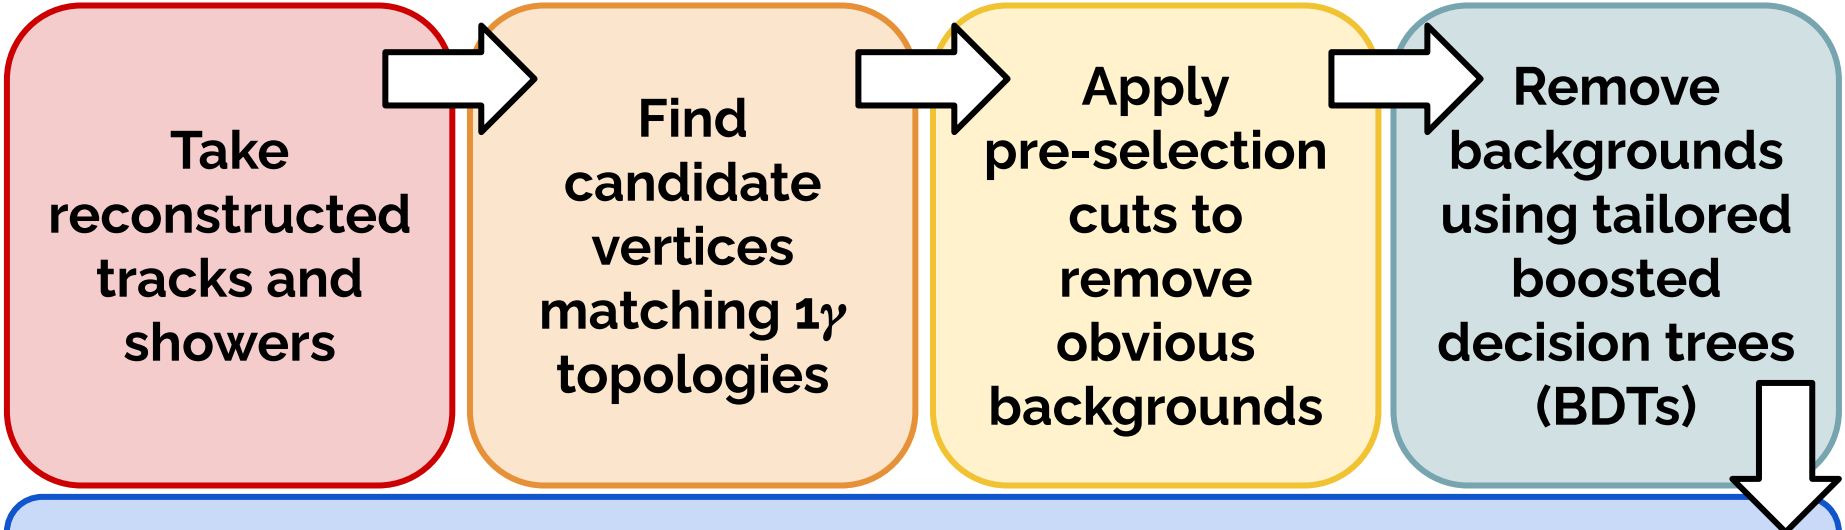 Take
reconstructed
tracks and
showers
Find
candidate
vertices
matching 1γ
topologies
Apply
pre-selection
cuts to
remove
obvious
backgrounds
Remove
backgrounds
using tailored
boosted
decision trees
(BDTs)